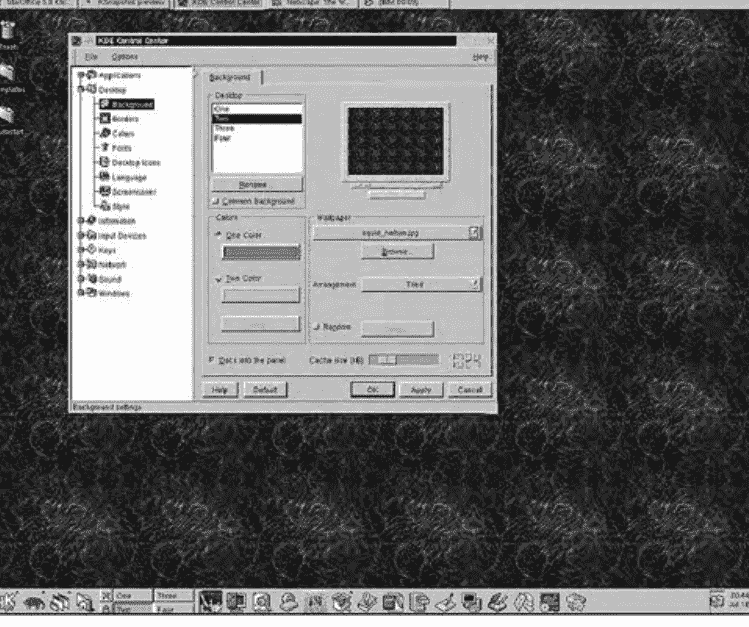 KDE Control Center
File Options Help
Applications
Desktop
Background
Borders
Colors
Fonts
Desktop Icons
Language
Screensaver
Style
Information
Input Devices
Keys
Network
Sound
Windows
Background
Desktop
One
Two
Three
Four
Rename
Common Background
Colors
One Color
Two Color
Wallpaper
Browse...
Arrangement Tiled
Random
Dock into the panel
Cache size (kB)
Help Default OK Apply Cancel
Background settings
One Three
Two Four